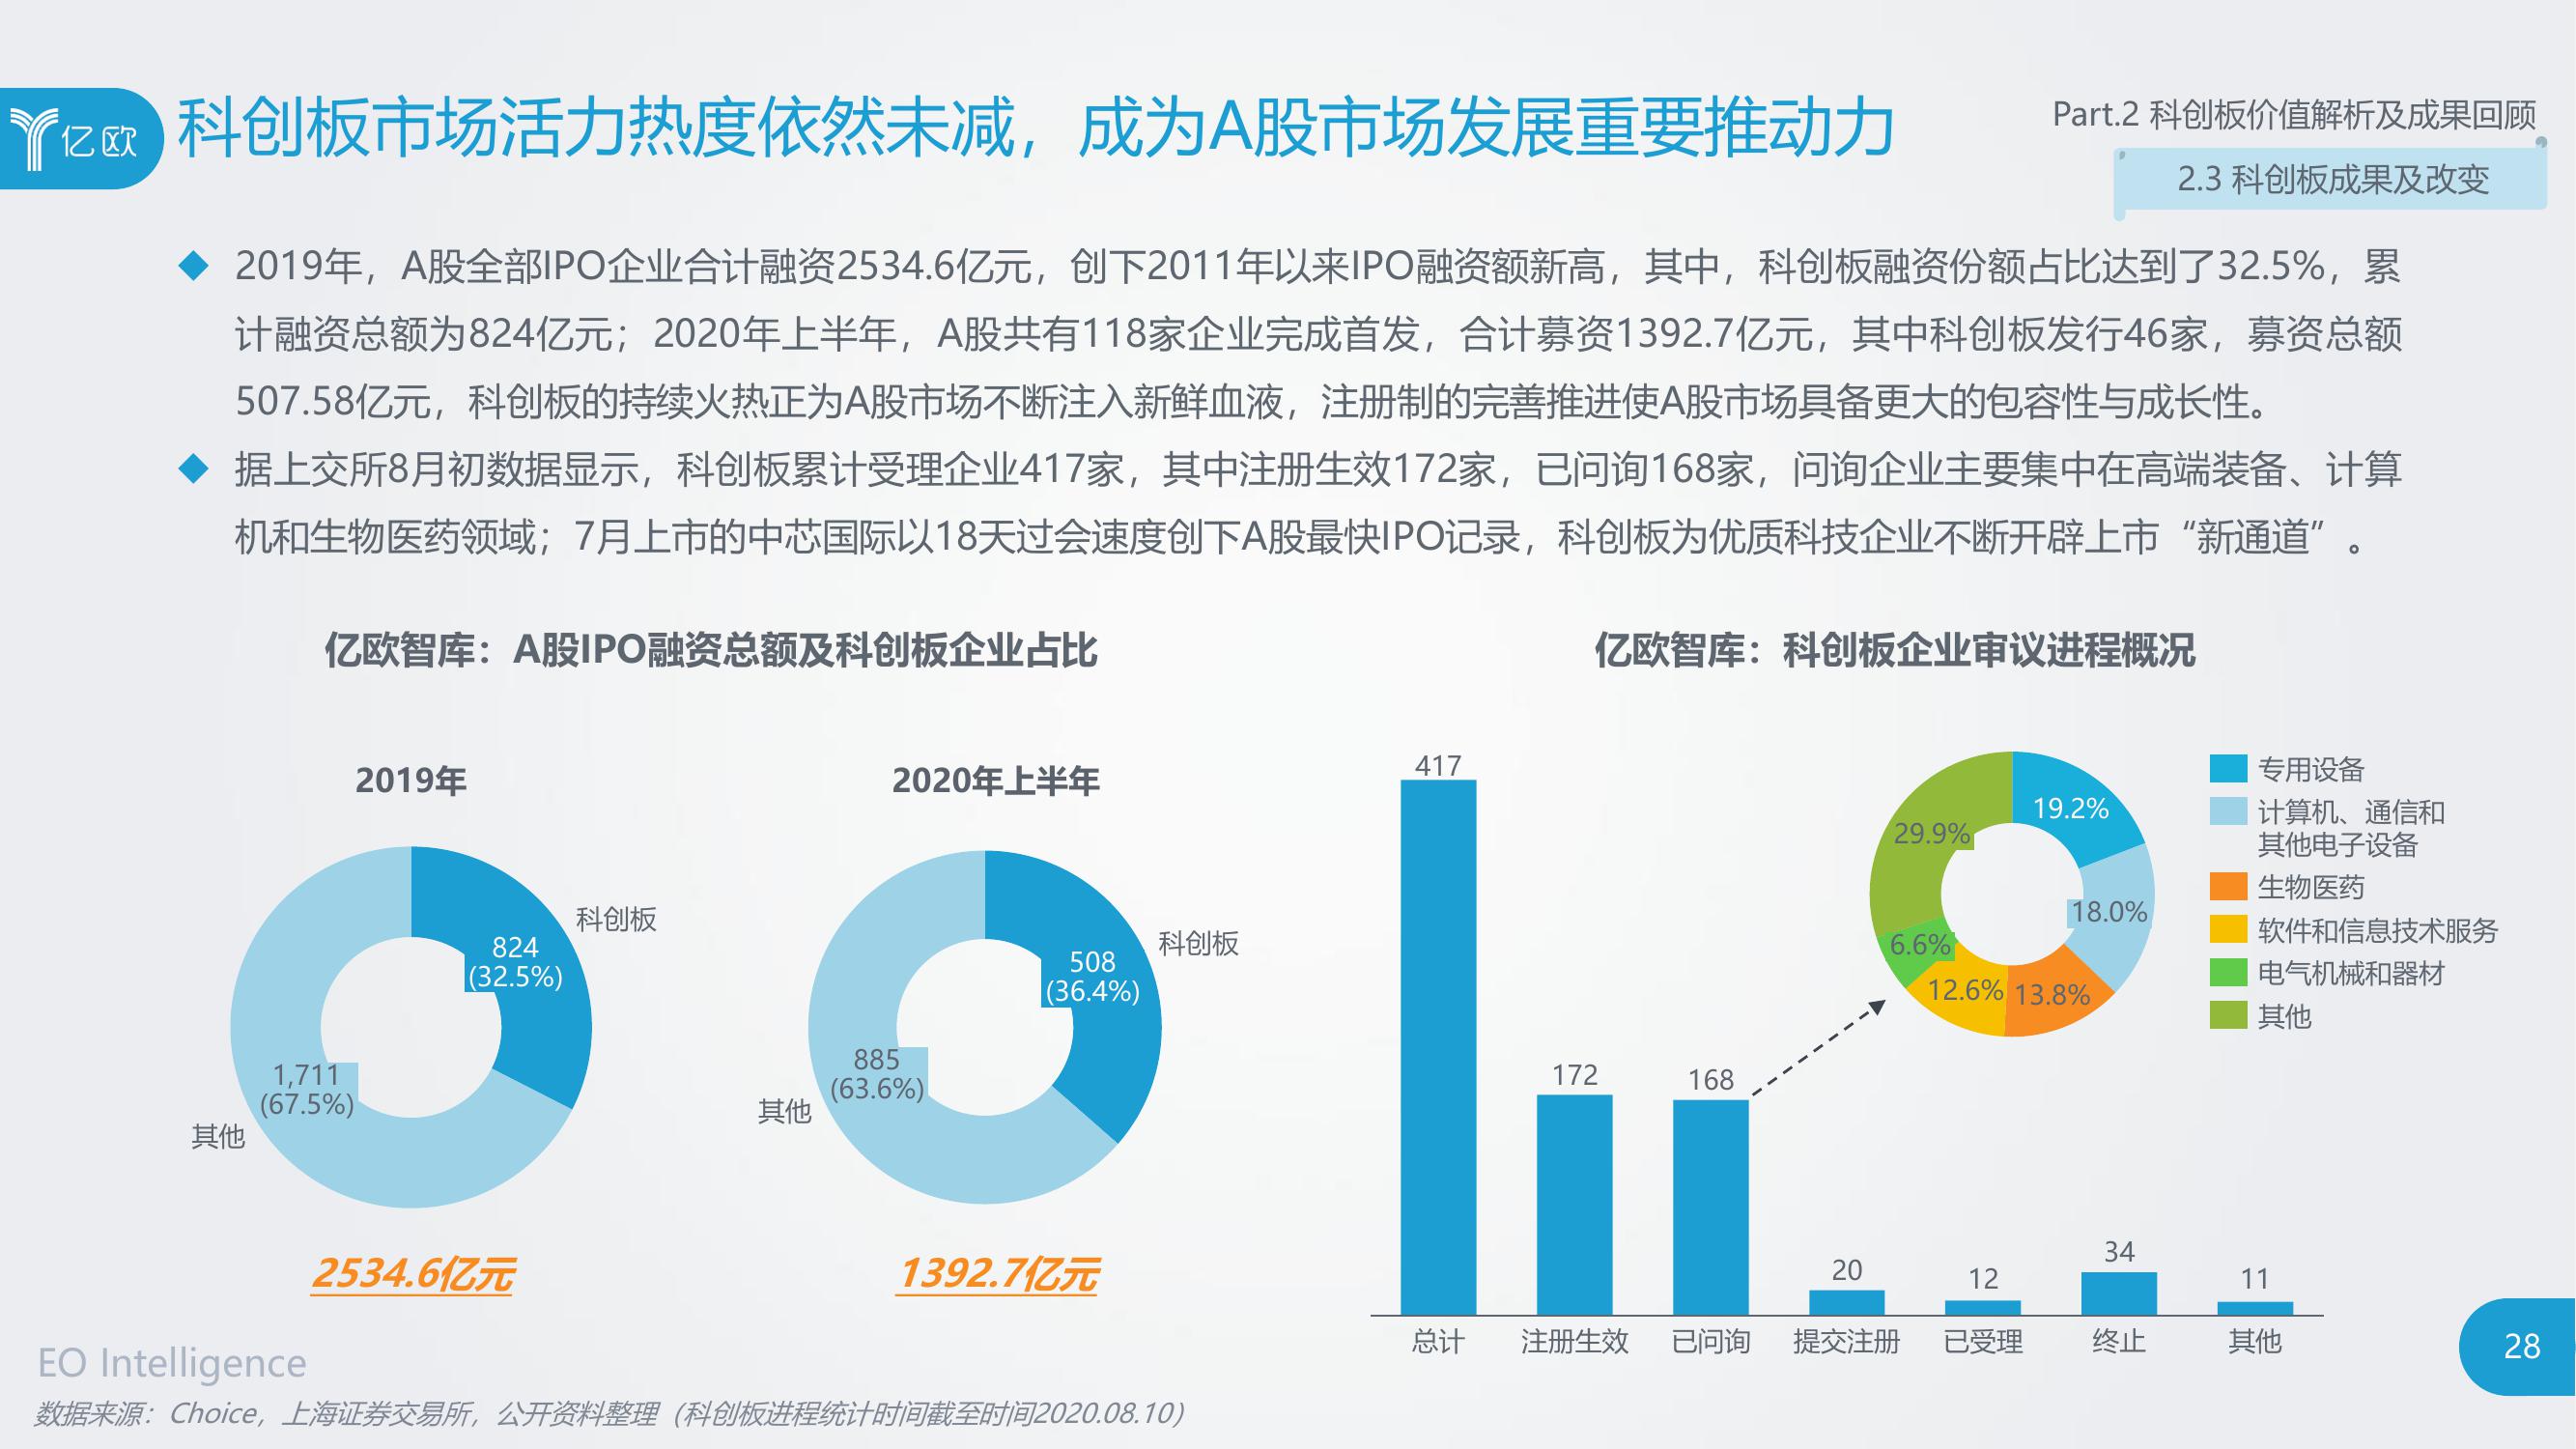 亿欧
科创板市场活力热度依然未减，成为A股市场发展重要推动力
Part.2 科创板价值解析及成果回顾
2.3 科创板成果及改变
2019年，A股全部IPO企业合计融资2534.6亿元，创下2011年以来IPO融资额新高，其中，科创板融资份额占比达到了32.5%，累
计融资总额为824亿元；2020年上半年，A股共有118家企业完成首发，合计募资1392.7亿元，其中科创板发行46家，募资总额
507.58亿元，科创板的持续火热正为A股市场不断注入新鲜血液，注册制的完善推进使A股市场具备更大的包容性与成长性。
据上交所8月初数据显示，科创板累计受理企业417家，其中注册生效172家，已问询168家，问询企业主要集中在高端装备、计算
机和生物医药领域；7月上市的中芯国际以18天过会速度创下A股最快IPO记录，科创板为优质科技企业不断开辟上市“新通道”。
亿欧智库：A股IPO融资总额及科创板企业占比
2019年
824
(32.5%)
科创板
1,711
(67.5%)
其他
2534.6亿元
2020年上半年
508
(36.4%)
科创板
885
(63.6%)
其他
1392.7亿元
亿欧智库：科创板企业审议进程概况
417
172
168
20
12
34
11
总计
注册生效
已问询
提交注册
已受理
终止
其他
19.2%
18.0%
13.8%
12.6%
6.6%
29.9%
专用设备
计算机、通信和
其他电子设备
生物医药
软件和信息技术服务
电气机械和器材
其他
EO Intelligence
数据来源：Choice，上海证券交易所，公开资料整理（科创板进程统计时间截至时间2020.08.10）
28